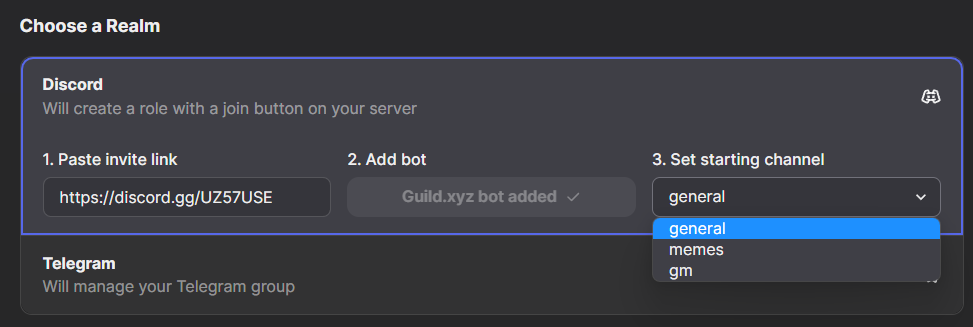 Choose a Realm
Discord
Will create a role with a join button on your server
1. Paste invite link
2. Add bot
3. Set starting channel
https://discord.gg/UZ57USE
Guild.xyz bot added
general
general
memes
gm
Telegram
Will manage your Telegram group